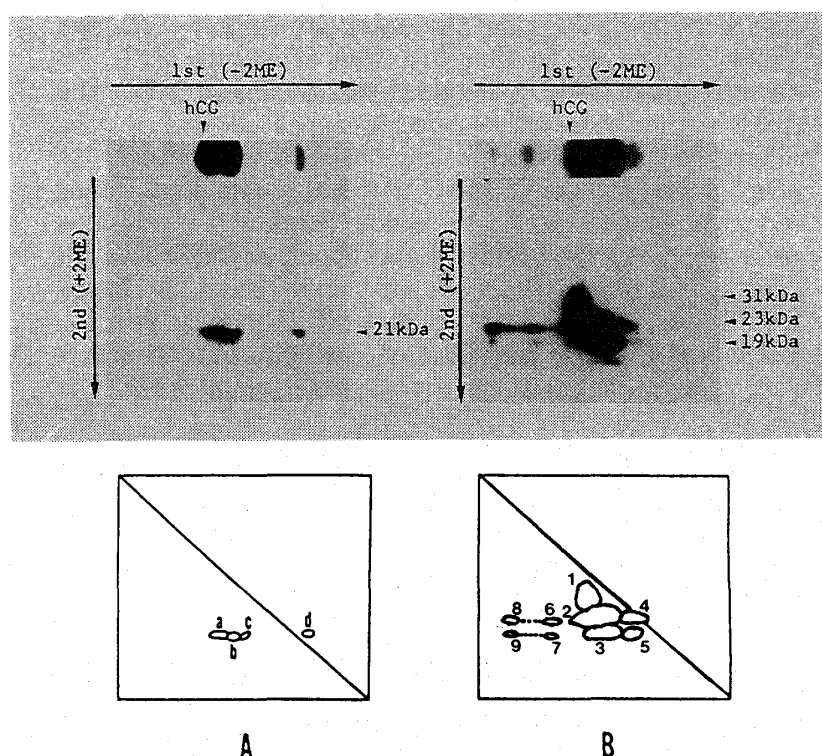 1st (-2ME)
hCG
2nd (+2ME)
21kDa
1st (-2ME)
hCG
2nd (+2ME)
31kDa
23kDa
19kDa
a
b
c
d
A
1
2
3
4
5
6
7
8
9
B